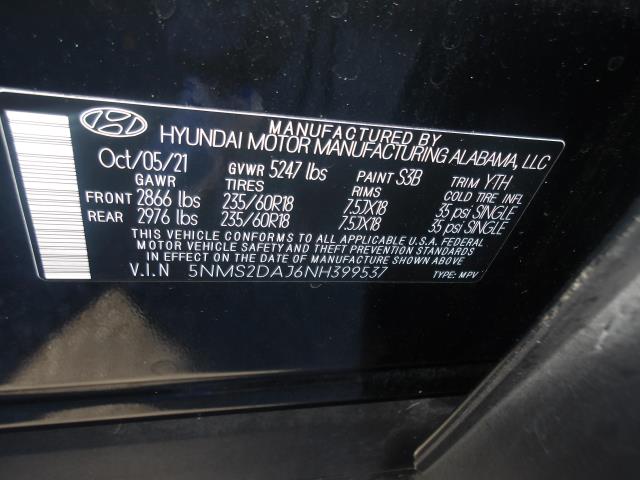 MANUFACTURED BY
HYUNDAI MOTOR MANUFACTURING ALABAMA, LLC
Oct/05/21 GVWR 5247 lbs PAINT S3B TRIM YTH
GAWR TIRES RIMS COLD TIRE INFL
FRONT 2866 lbs 235/60R18 7.5JX18 35 psi SINGLE
REAR 2976 lbs 235/60R18 7.5JX18 35 psi SINGLE
THIS VEHICLE CONFORMS TO ALL APPLICABLE U.S.A. FEDERAL
MOTOR VEHICLE SAFETY AND THEFT PREVENTION STANDARDS
IN EFFECT ON THE DATE OF MANUFACTURE SHOWN ABOVE
V.I.N 5NMS2DAJ6NH399537 TYPE: MPV